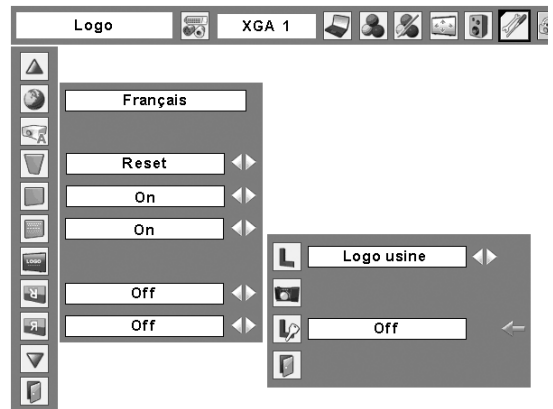 Logo
XGA 1
Français
Reset
On
On
LOGO
Logo usine
Off
Off
Off